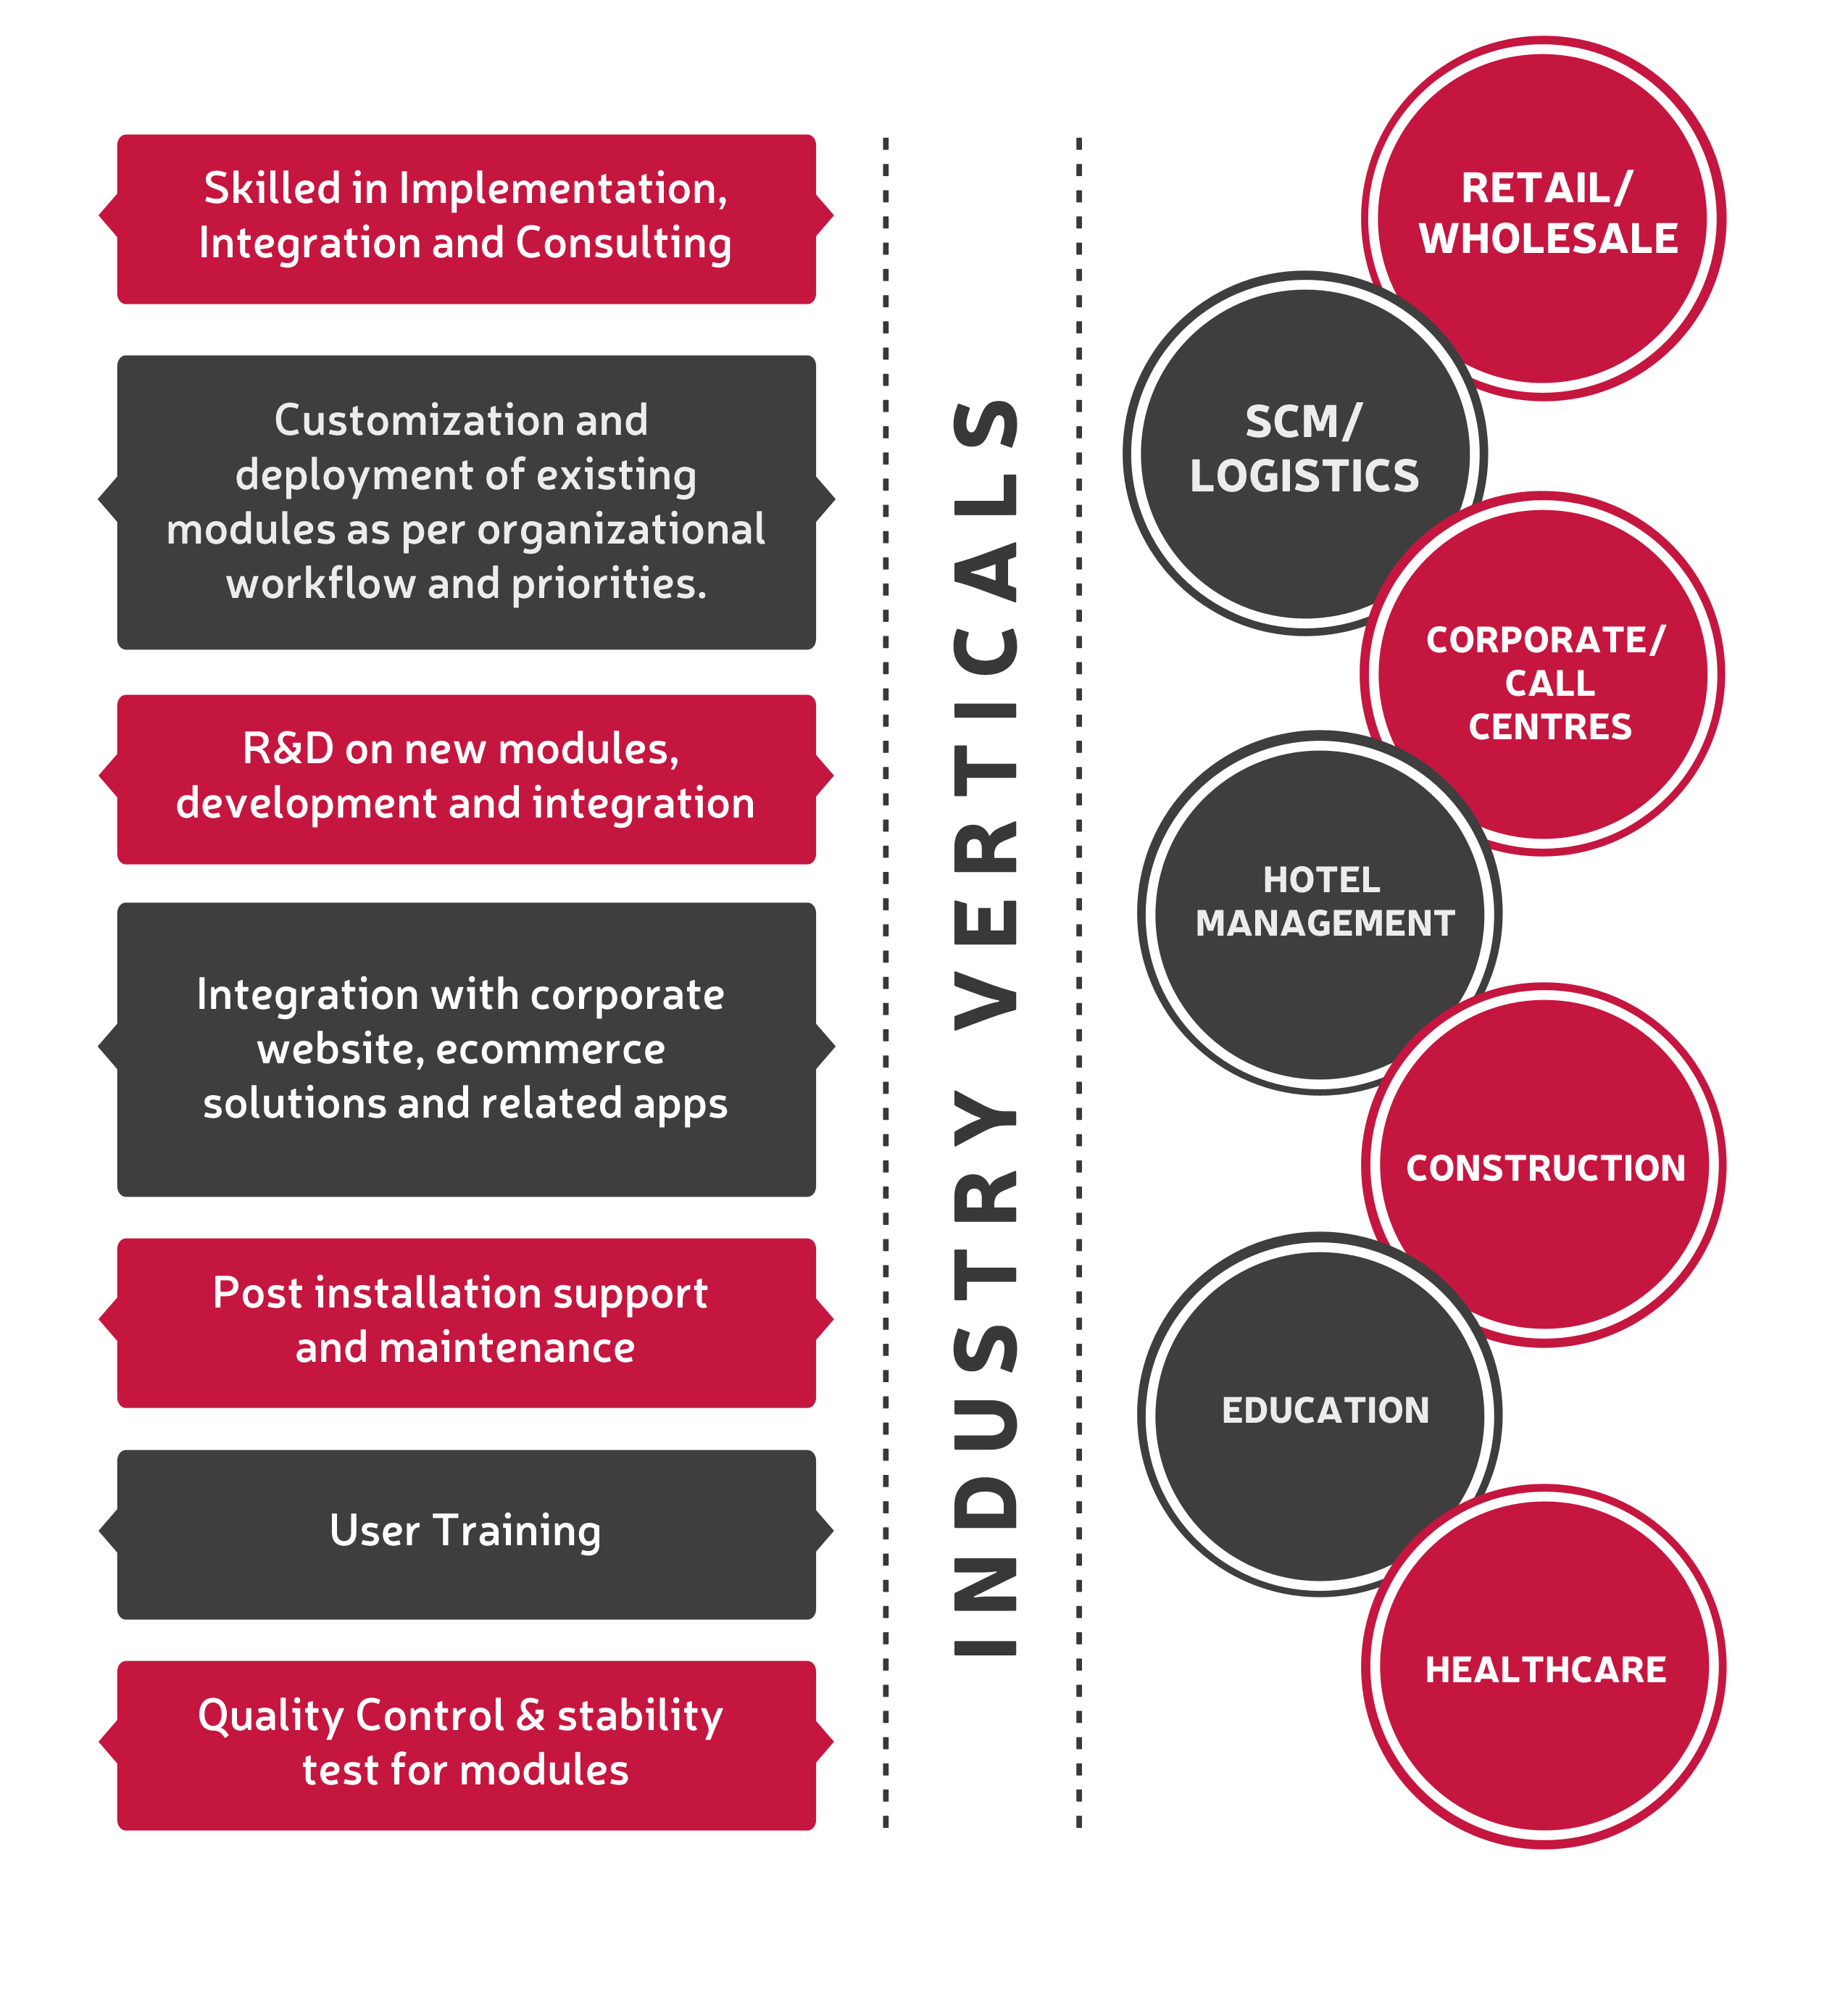 Skilled in Implementation,
Integration and Consulting
Customization and
deployment of existing
modules as per organizational
workflow and priorities.
R&D on new modules,
development and integration
Integration with corporate
website, ecommerce
solutions and related apps
Post installation support
and maintenance
User Training
Quality Control & stability
test for modules
INDUSTRY VERTICALS
RETAIL/
WHOLESALE
SCM/
LOGISTICS
CORPORATE/
CALL
CENTRES
HOTEL
MANAGEMENT
CONSTRUCTION
EDUCATION
HEALTHCARE